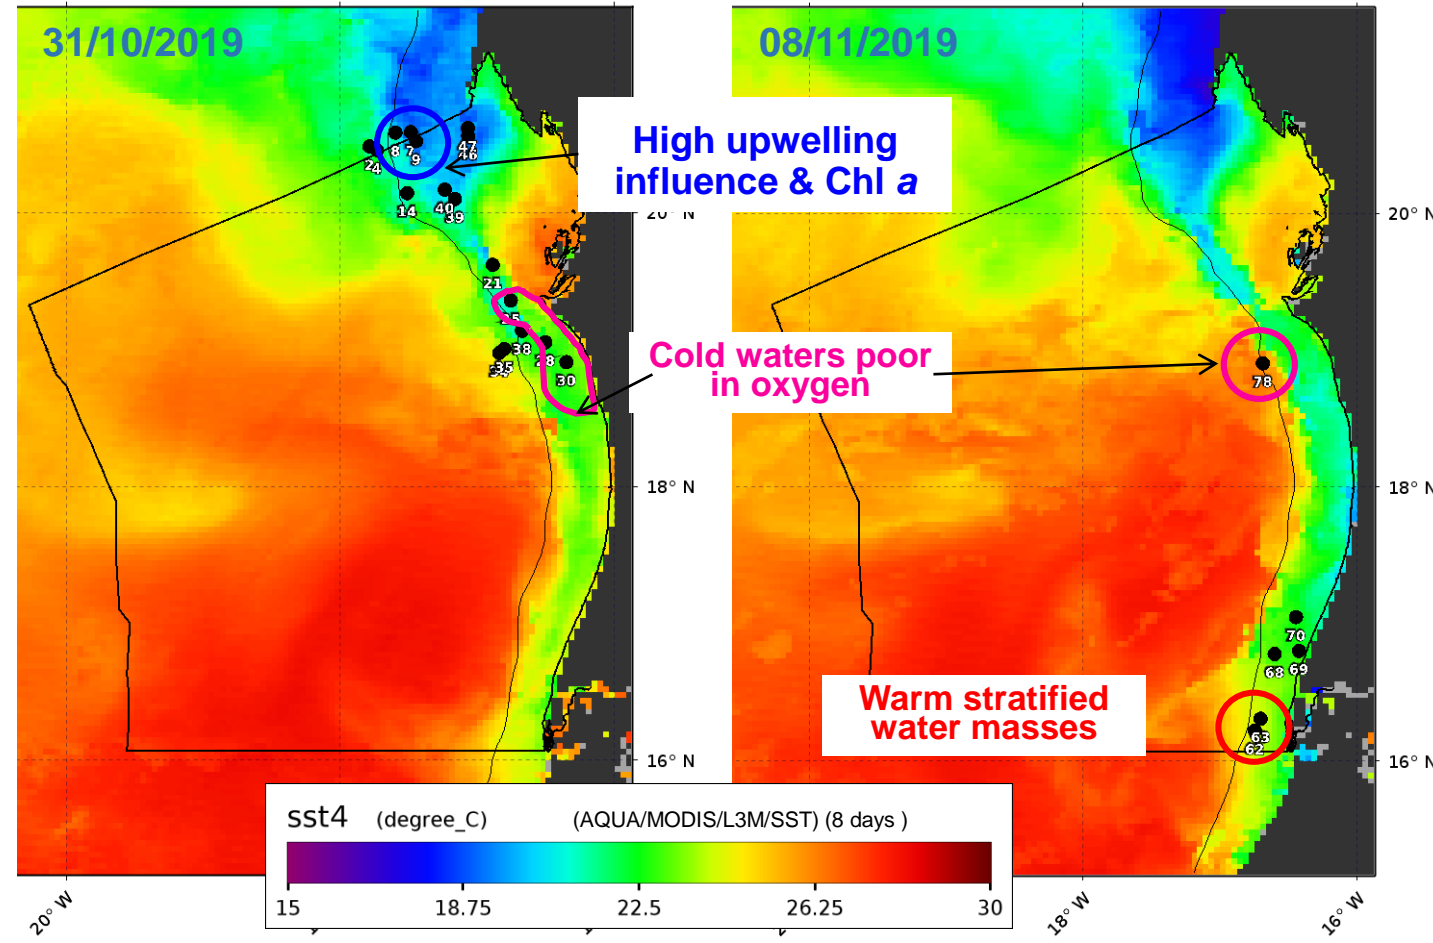 31/10/2019
08/11/2019
High upwelling
influence & Chl a
2
4
8
7
9
47
46
14
40
39
20° N
20° N
21
25
38
28
35
30
Cold waters poor
in oxygen
78
18° N
18° N
70
68
69
Warm stratified
water masses
63
62
16° N
16° N
sst4 (degree_C) (AQUA/MODIS/L3M/SST) (8 days )
15 18.75 22.5 26.25 30
20° W
18° W
16° W